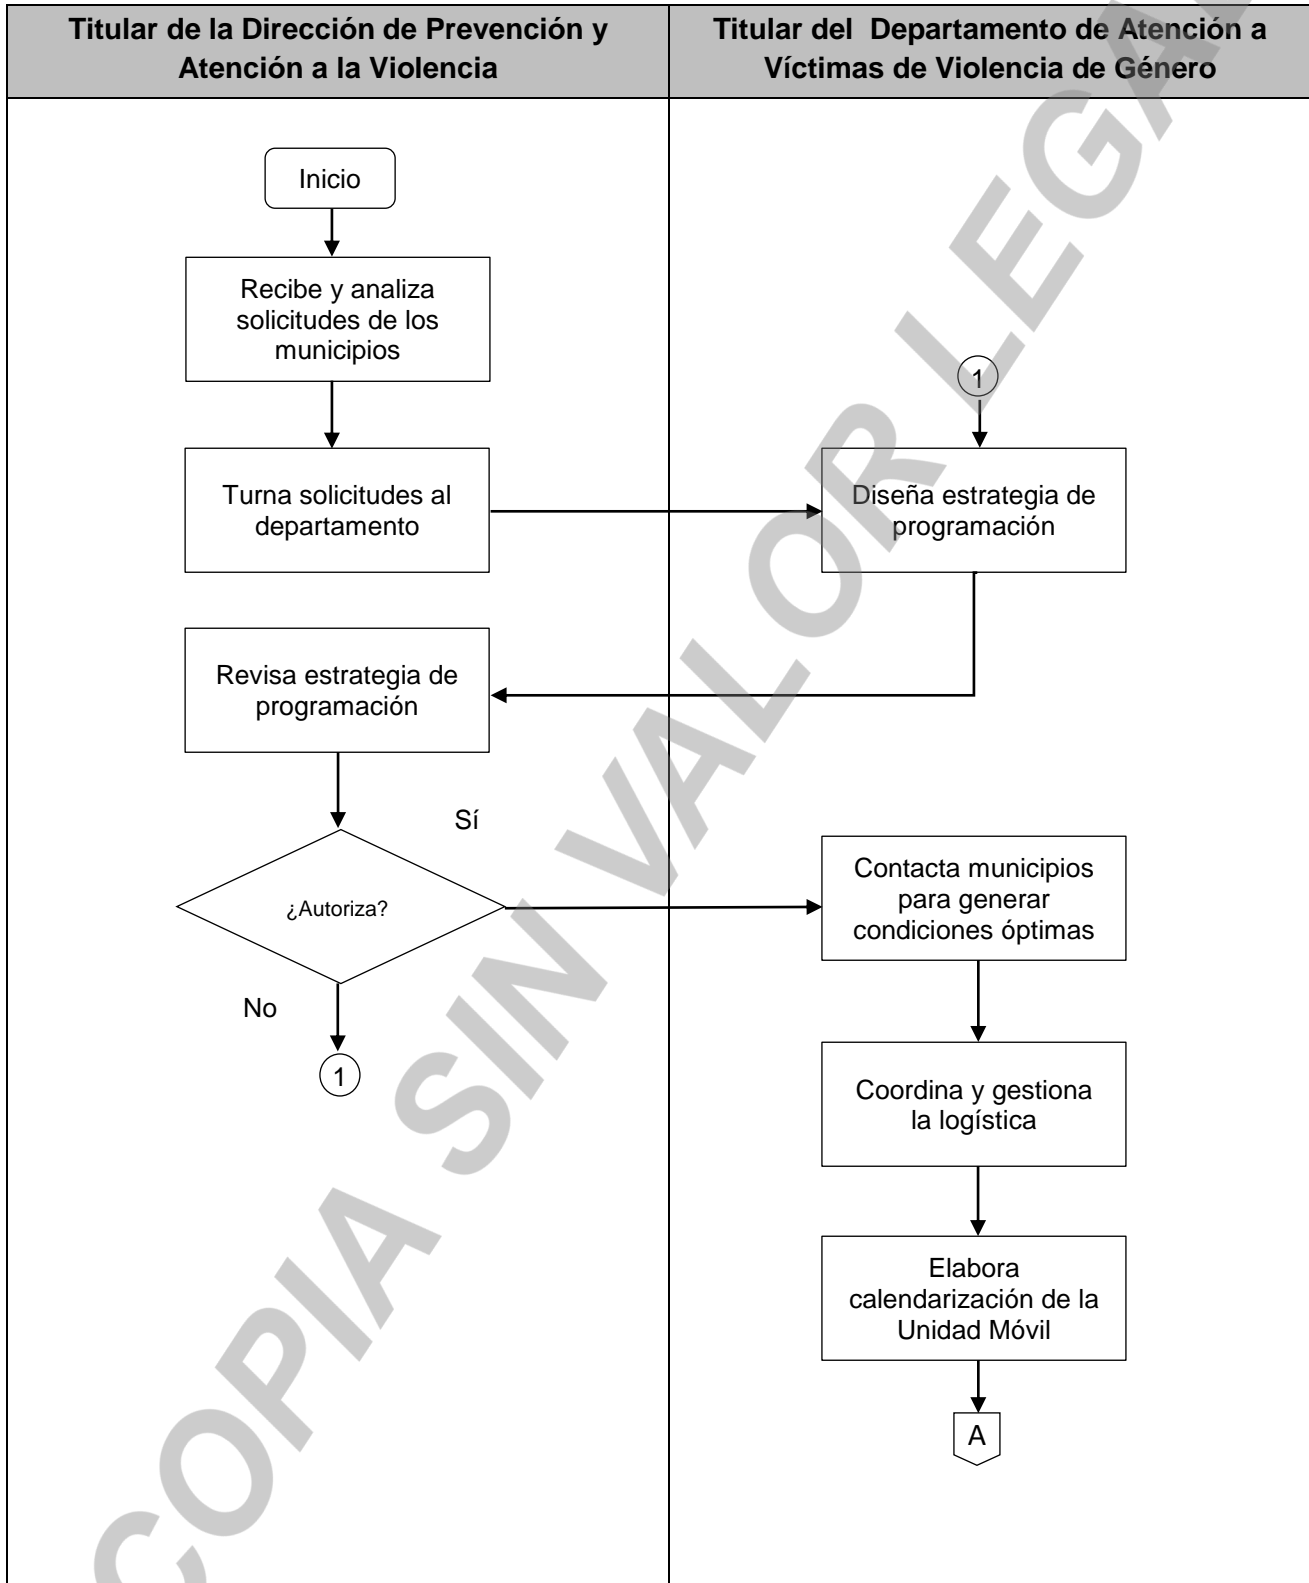 Titular de la Dirección de Prevención y
Atención a la Violencia
Titular del  Departamento de Atención a
Víctimas de Violencia de Género
Inicio
Recibe y analiza
solicitudes de los
municipios
1
Turna solicitudes al
departamento
Diseña estrategia de
programación
Revisa estrategia de
programación
Sí
¿Autoriza?
Contacta municipios
para generar
condiciones óptimas
No
1
Coordina y gestiona
la logística
Elabora
calendarización de la
Unidad Móvil
A
COPIA SIN VALOR LEGAL